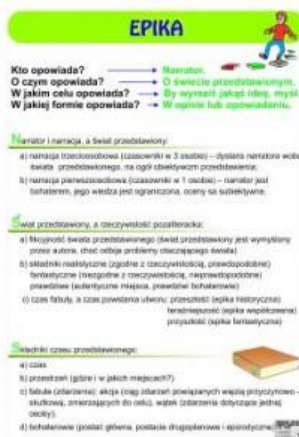 EPIKA
Kto opowiada? Narrator.
O czym opowiada? O świecie przedstawionym.
W jakim celu opowiada? By wyrazić jakąś ideę, myśl
W jakiej formie opowiada? W opisie lub opowiadaniu.
Narrator i narracja, a świat przedstawiony:
a) narracja trzecioosobowa (czasowniki w 3 osobie) – dystans narratora wobec
świata przedstawionego, na ogół obiektywizm przedstawienia;
b) narracja pierwszoosobowa (czasowniki w 1 osobie) – narrator jest
bohaterem, jego wiedza jest ograniczona, oceny są subiektywne.
Świat przedstawiony, a rzeczywistość pozaliteracka:
a) fikcyjność świata przedstawionego (świat przedstawiony jest wymyślony
przez autora, choć odbija problemy otaczającego świata)
b) składniki realistyczne (zgodne z rzeczywistością, prawdopodobne)
fantastyczne (niezgodne z rzeczywistością, nieprawdopodobne)
prawdziwe (autentyczne miejsca, prawdziwi bohaterowie)
c) czas fabuły, a czas powstania utworu: przeszłość (epika historyczna)
teraźniejszość (epika współczesna)
przyszłość (epika fantastyczna)
Składniki czasu przedstawionego:
a) czas
b) przestrzeń (gdzie i w jakich miejscach?)
c) fabuła (zdarzenie): akcja (ciąg zdarzeń powiązanych więzią przyczynowo –
skutkową, zmierzających do celu), wątek (zdarzenia dotyczące jednej
osoby);
d) bohaterowie (postać główna, postacie drugoplanowe i epizodyczne)